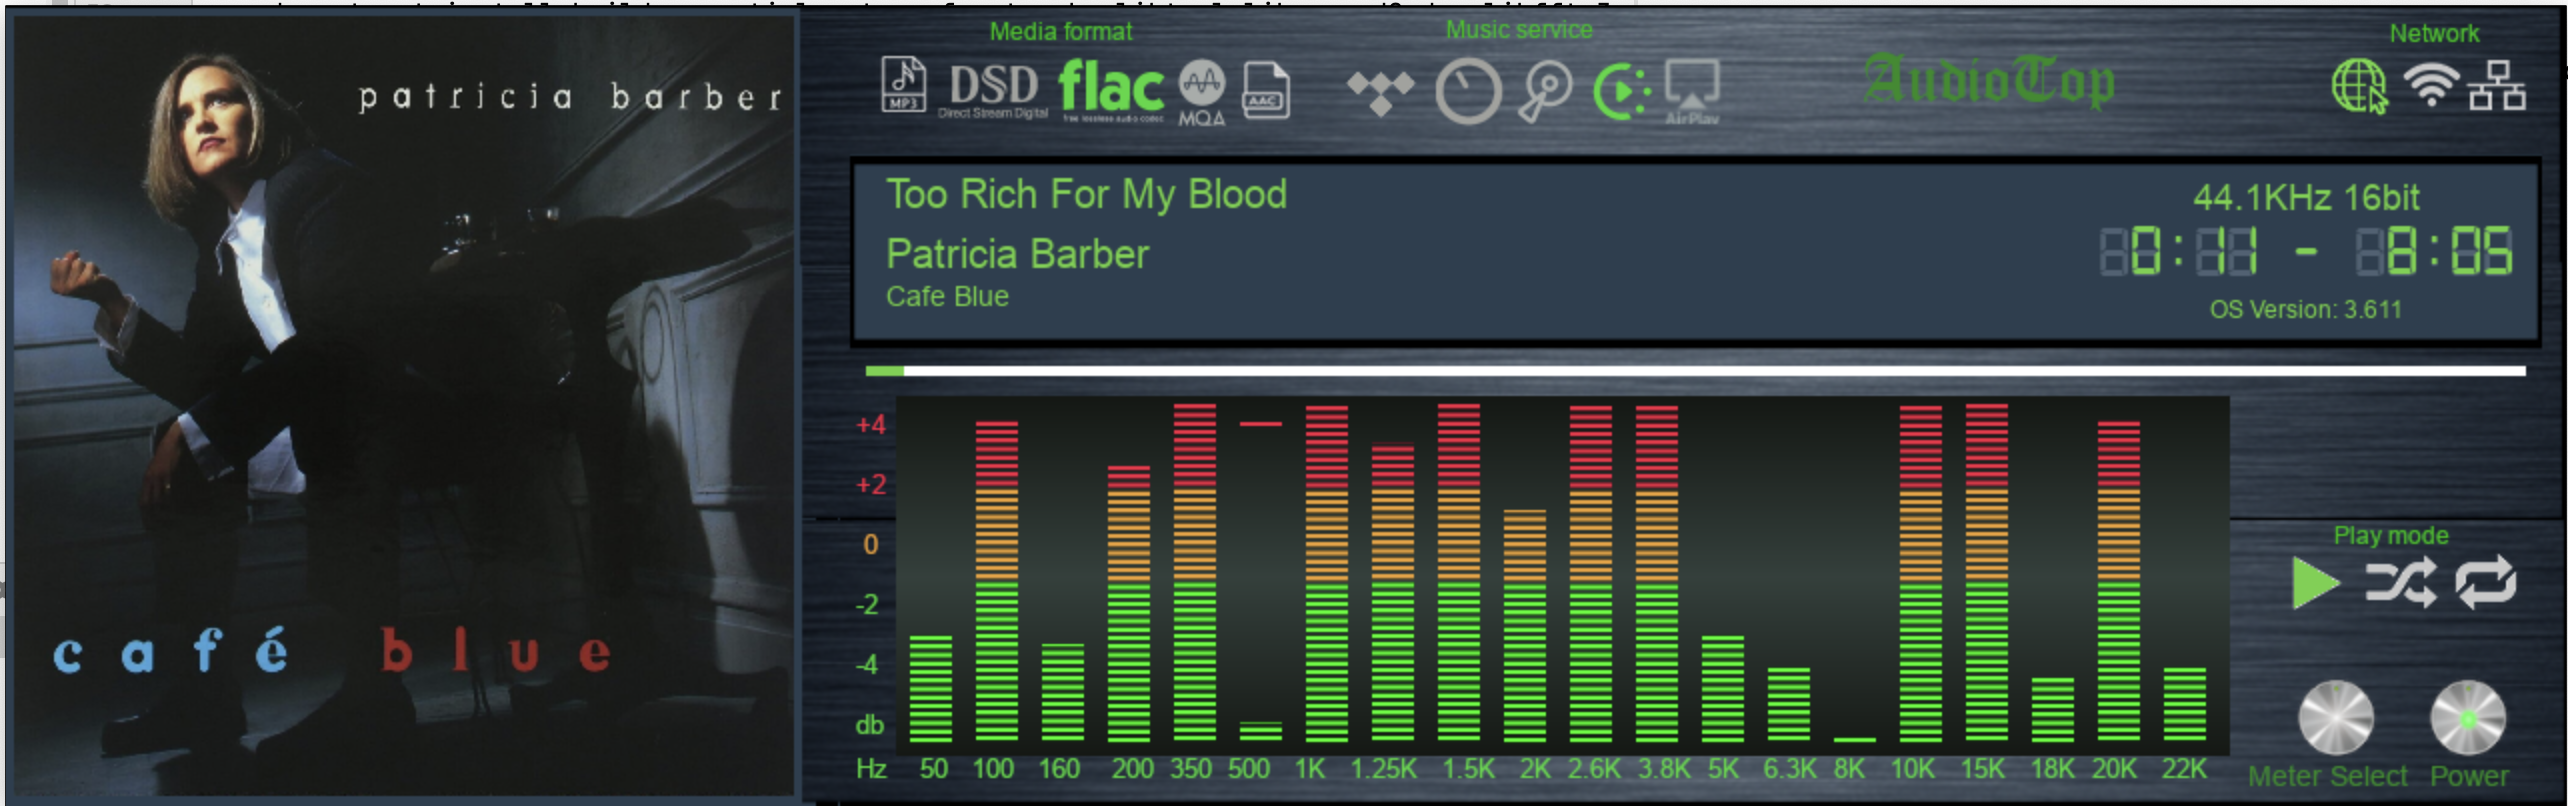 patricia barber
café blue
Media format
Music service
Network
MP3
DSD
Direct Stream Digital
flac
free lossless audio codec
MQA
AAC
AirPlay
AudioTop
Too Rich For My Blood
Patricia Barber
Cafe Blue
44.1KHz 16bit
0:11 - 8:05
OS Version: 3.611
+4
+2
0
-2
-4
db
Hz 50 100 160 200 350 500 1K 1.25K 1.5K 2K 2.6K 3.8K 5K 6.3K 8K 10K 15K 18K 20K 22K
Play mode
Meter Select Power